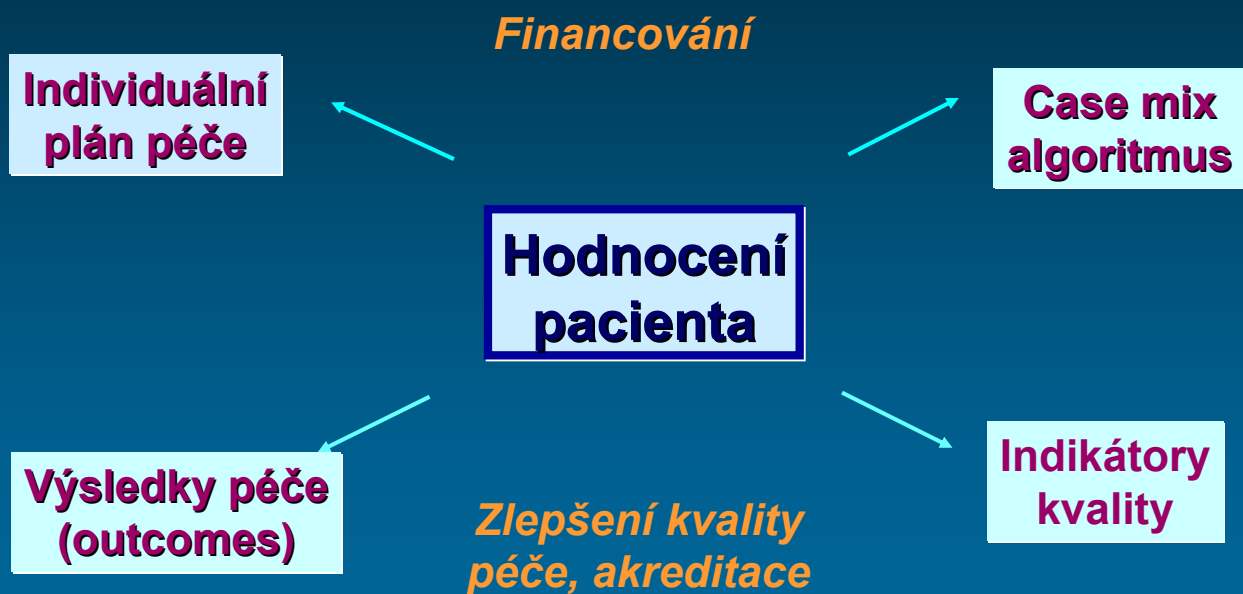 Financování
Individuální
plán péče
Case mix
algoritmus
Hodnocení
pacienta
Výsledky péče
(outcomes)
Indikátory
kvality
Zlepšení kvality
péče, akreditace